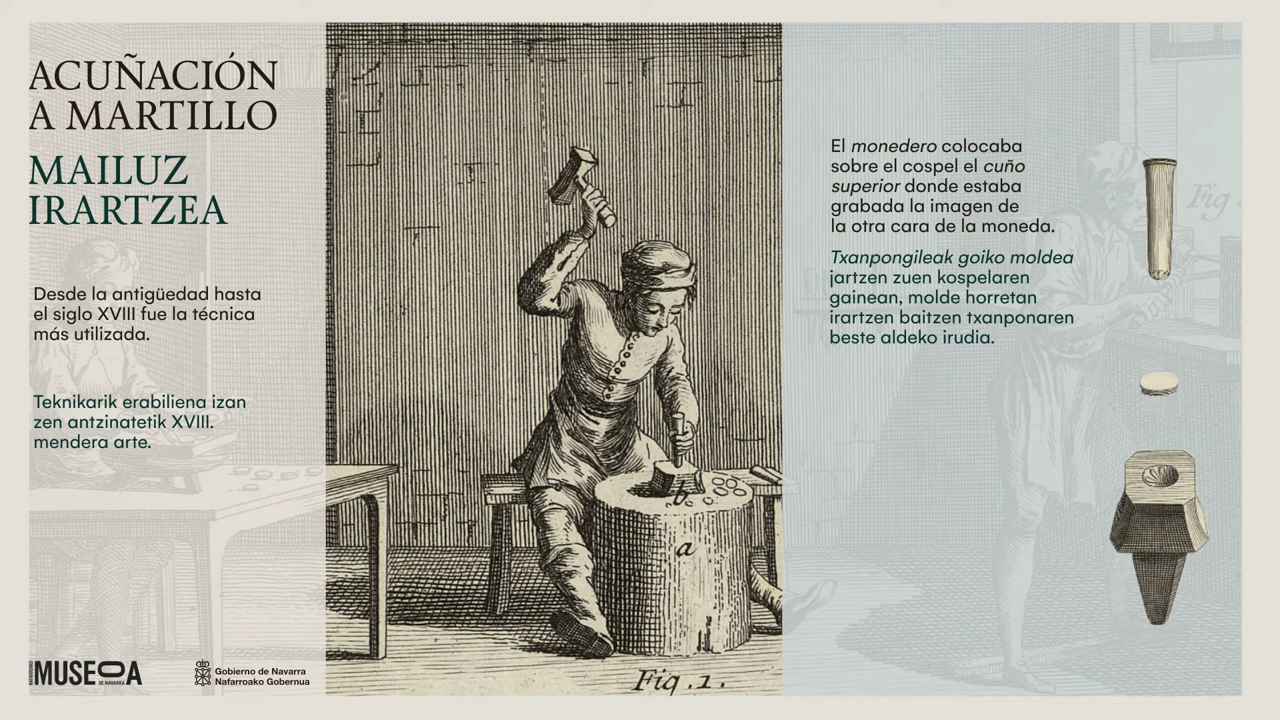 ACUÑACIÓN
A MARTILLO
MAILUZ
IRARTZEA
Desde la antigüedad hasta
el siglo XVIII fue la técnica
más utilizada.
Teknikarik erabiliena izan
zen antzinatetik XVIII.
mendera arte.
MUSEOA
DE NAVARRA
Gobierno de Navarra
Nafarroako Gobernua
b
a
Fig. 1.
El monedero colocaba
sobre el cospel el cuño
superior donde estaba
grabada la imagen de
la otra cara de la moneda.
Txanpongileak goiko moldea
jartzen zuen kospelaren
gainean, molde horretan
irartzen baitzen txanponaren
beste aldeko irudia.
Fig